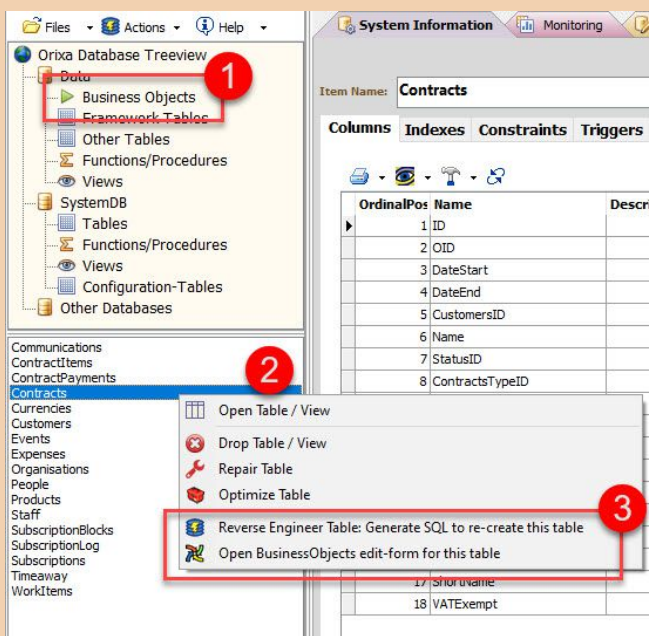 Files Actions Help
Orixa Database Treeview
Data
Business Objects
Framework Tables
Other Tables
Functions/Procedures
Views
SystemDB
Tables
Functions/Procedures
Views
Configuration-Tables
Other Databases
1
Communications
ContractItems
ContractPayments
Contracts
Currencies
Customers
Events
Expenses
Organisations
People
Products
Staff
SubscriptionBlocks
SubscriptionLog
Subscriptions
Timeaway
WorkItems
2
Open Table / View
Drop Table / View
Repair Table
Optimize Table
Reverse Engineer Table: Generate SQL to re-create this table
Open BusinessObjects edit-form for this table
3
System Information Monitoring
Item Name: Contracts
Columns Indexes Constraints Triggers
OrdinalPos Name Descri
1 ID
2 OID
3 DateStart
4 DateEnd
5 CustomersID
6 Name
7 StatusID
8 ContractsTypeID
17 ShortName
18 VATExempt